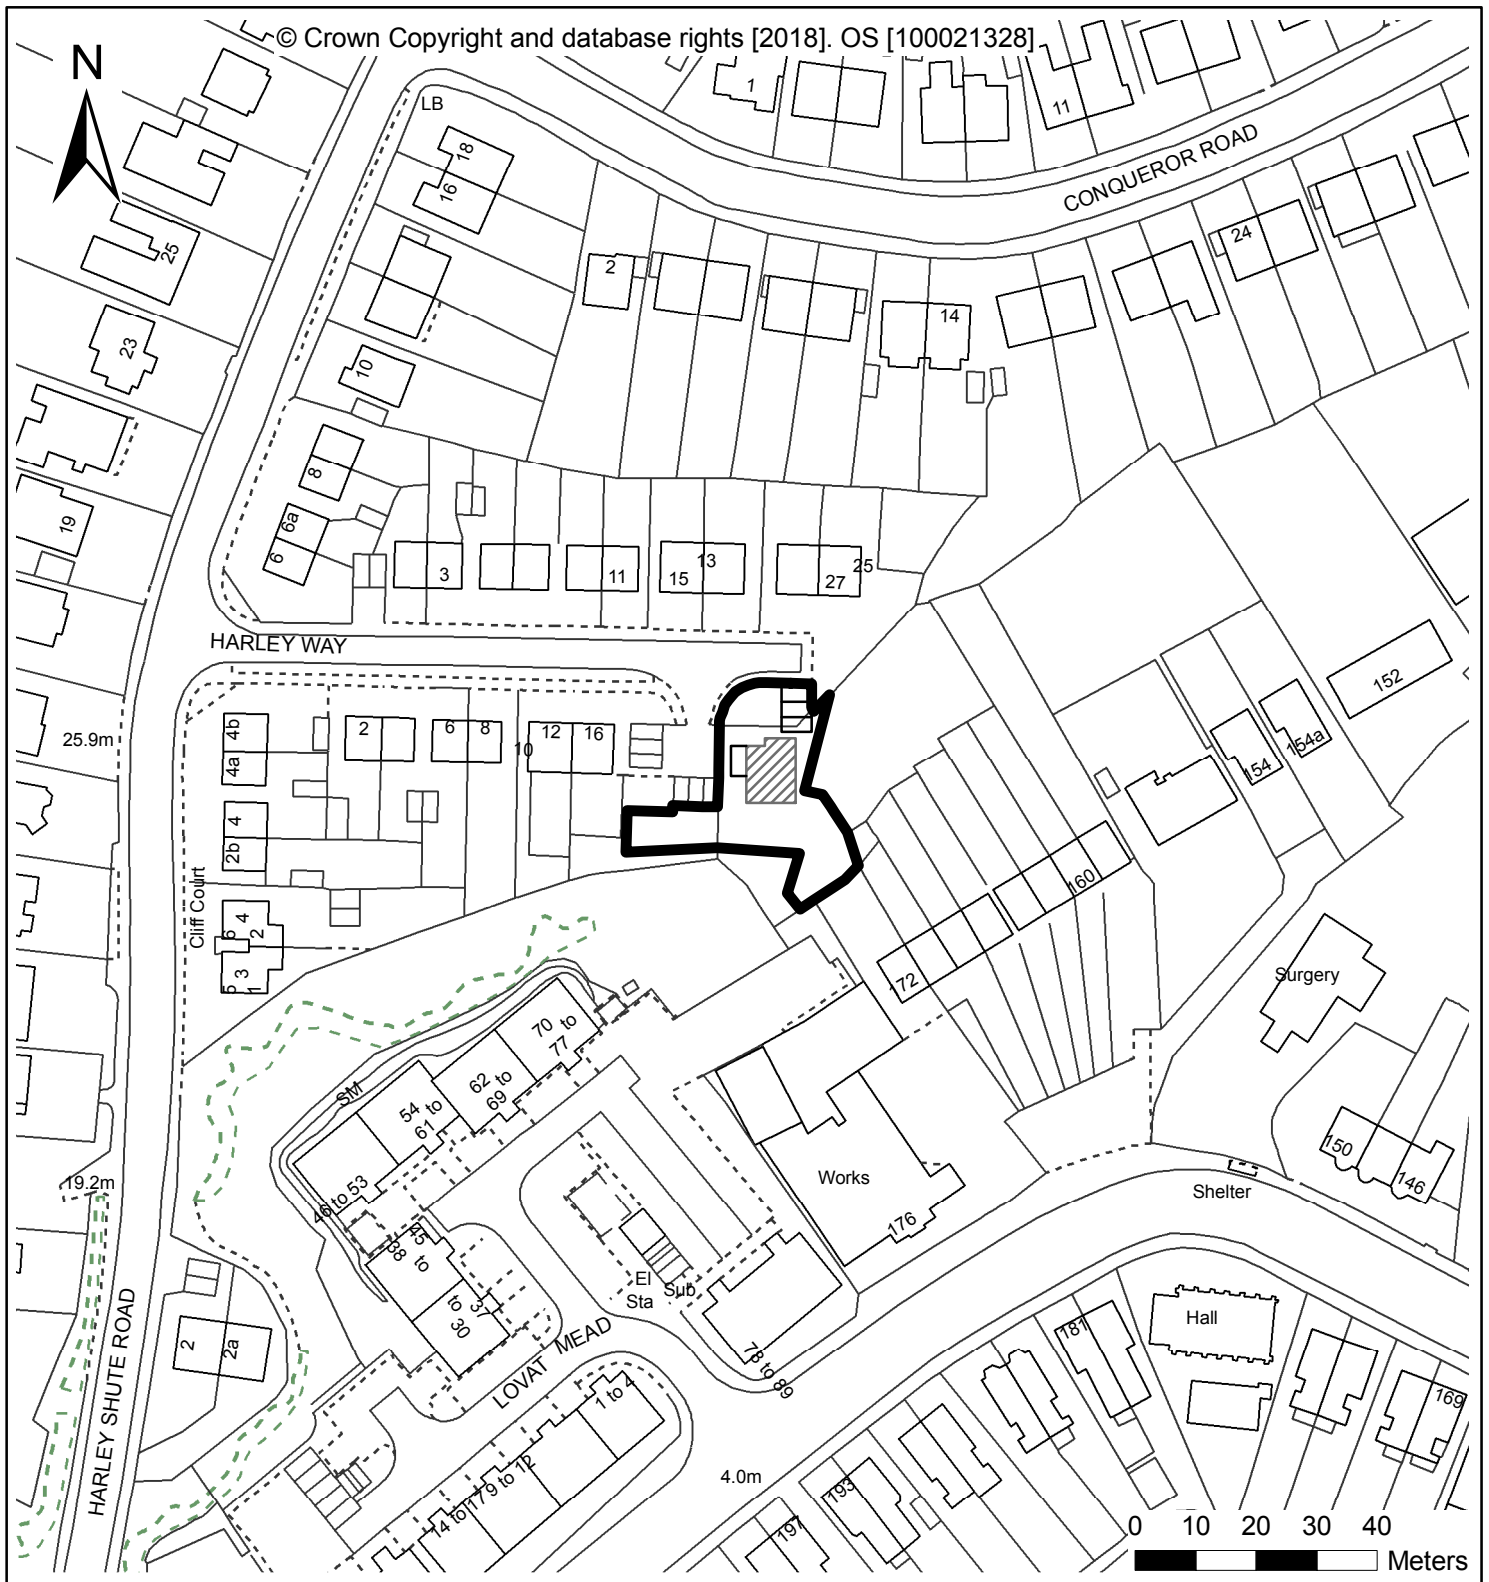 © Crown Copyright and database rights [2018]. OS [100021328]
N
LB
1
11
CONQUEROR ROAD
18
16
25
2
24
14
23
10
8
19
6a
6
3
11
13
15
25
27
HARLEY WAY
152
154a
154
4b
4a
2
6
8
10
12
16
25.9m
4
2b
160
Cliff Court
4
6
2
5
3
1
172
Surgery
70 to 77
62 to 69
54 to 61
SM
46 to 53
150
146
Works
Shelter
19.2m
176
45 to 38
El Sub
Sta
37 to 30
Hall
181
2
2a
78 to 89
LOVAT MEAD
1 to 4
169
HARLEY SHUTE ROAD
9 to 12
14 to 17
4.0m
193
197
0 10 20 30 40
Meters